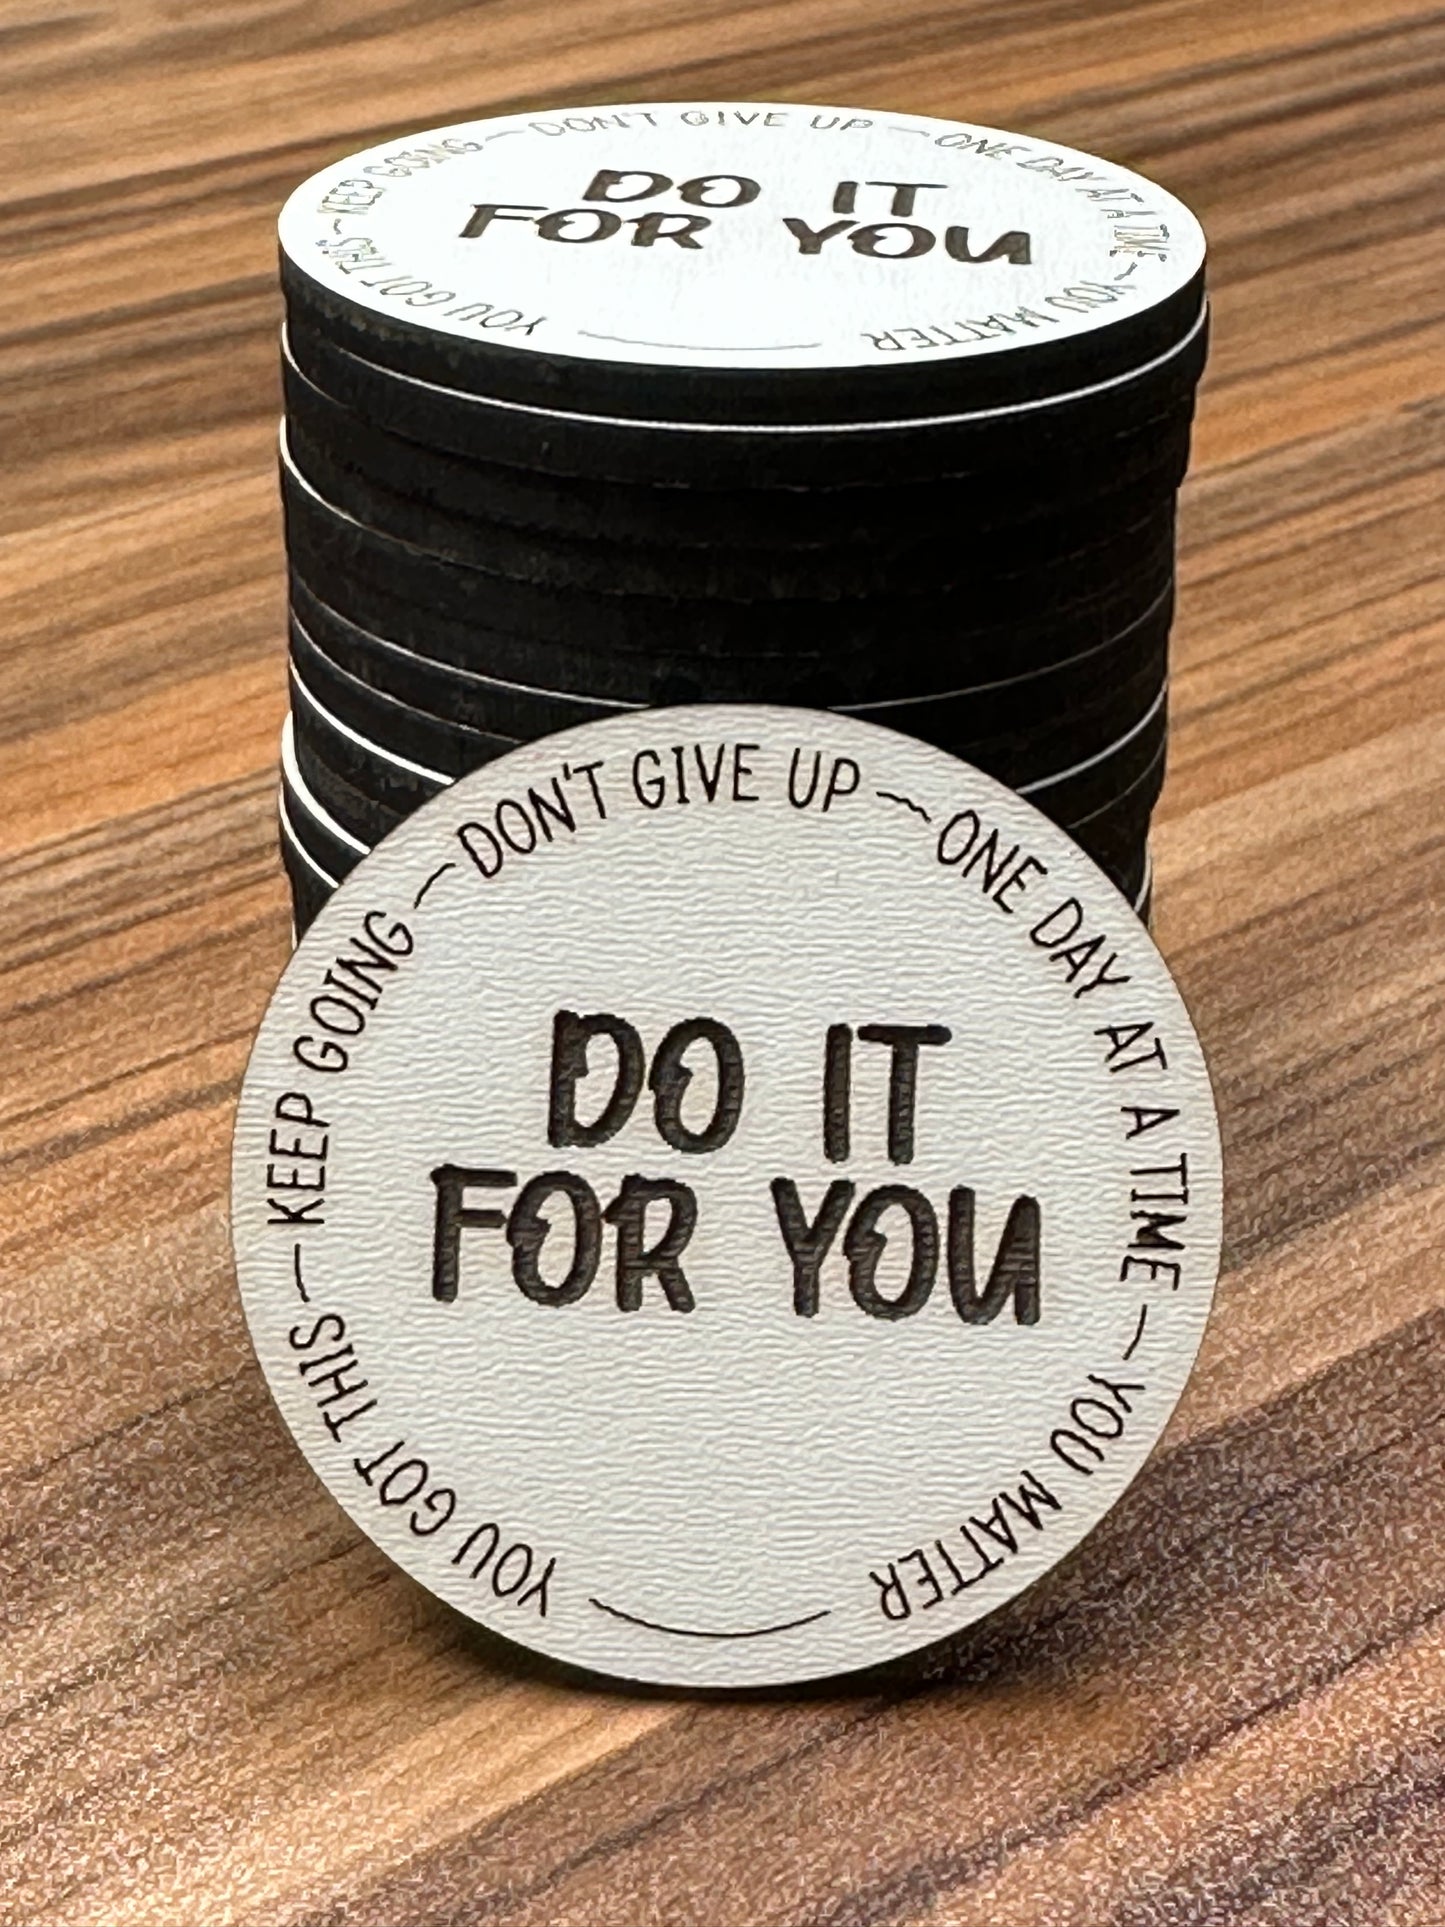 DO IT
FOR YOU
YOU GOT THIS — KEEP GOING — DON'T GIVE UP — ONE DAY AT A TIME — YOU MATTER
DO IT
FOR YOU
YOU GOT THIS — KEEP GOING — DON'T GIVE UP — ONE DAY AT A TIME — YOU MATTER